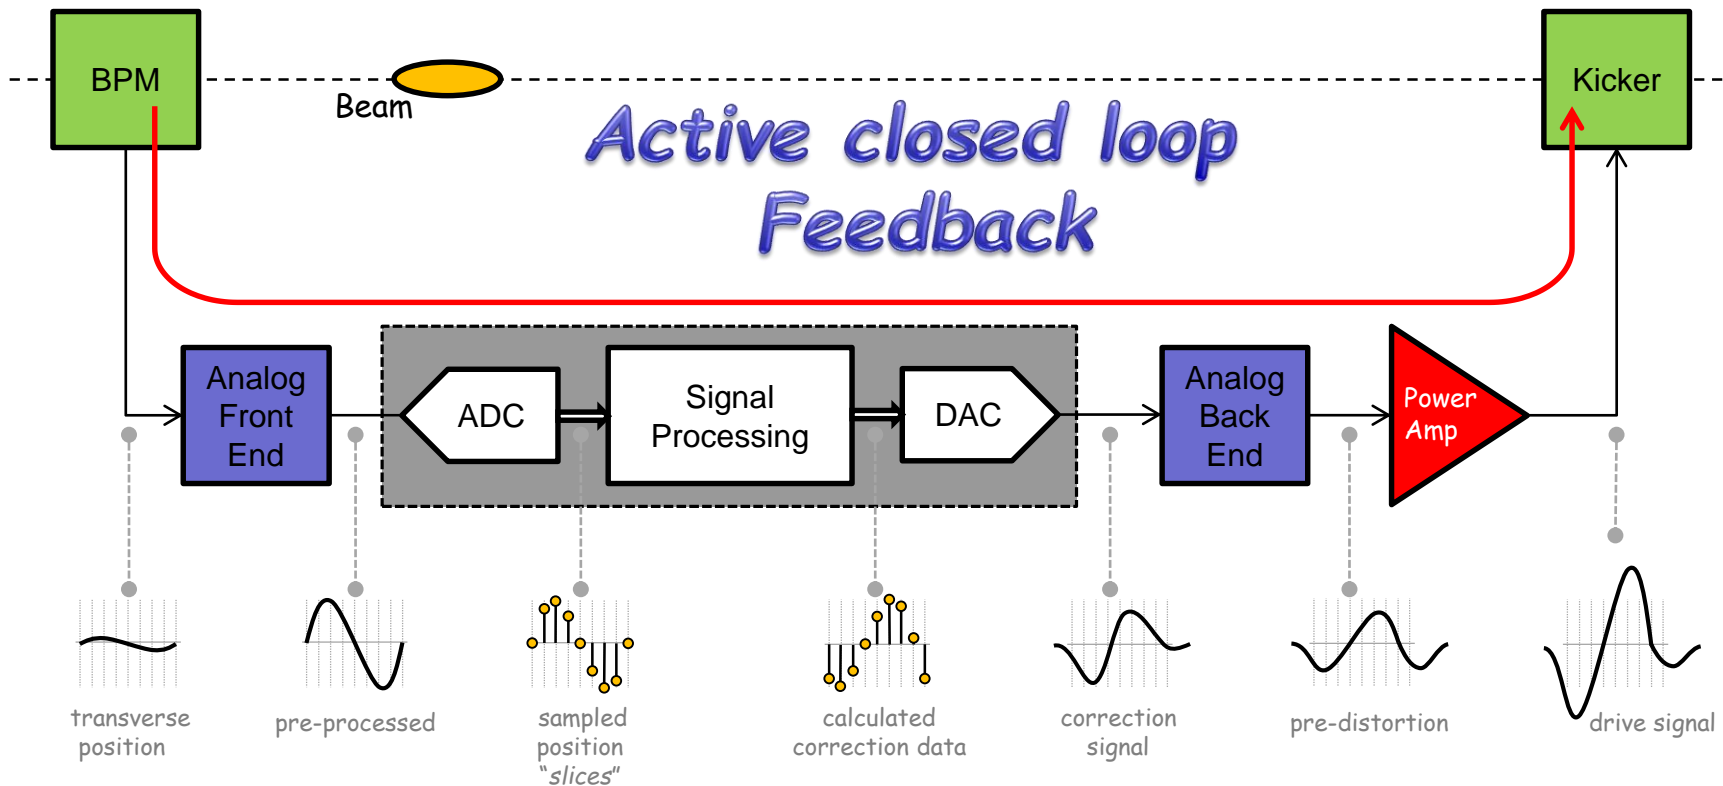 BPM
Beam
Kicker
Active closed loop
Feedback
Analog
Front
End
ADC
Signal
Processing
DAC
Analog
Back
End
Power
Amp
transverse
position
pre-processed
sampled
position
“slices”
calculated
correction data
correction
signal
pre-distortion
drive signal